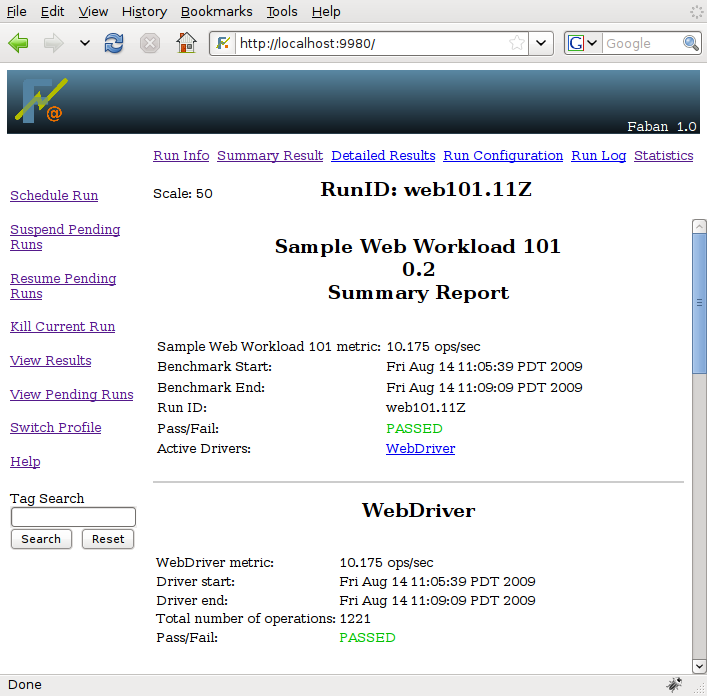 File Edit View History Bookmarks Tools Help
http://localhost:9980/
G Google
@
Faban 1.0
Run Info Summary Result Detailed Results Run Configuration Run Log Statistics
Schedule Run
Suspend Pending
Runs
Resume Pending
Runs
Kill Current Run
View Results
View Pending Runs
Switch Profile
Help
Tag Search
Search Reset
Scale: 50
RunID: web101.11Z
Sample Web Workload 101
0.2
Summary Report
Sample Web Workload 101 metric: 10.175 ops/sec
Benchmark Start: Fri Aug 14 11:05:39 PDT 2009
Benchmark End: Fri Aug 14 11:09:09 PDT 2009
Run ID: web101.11Z
Pass/Fail: PASSED
Active Drivers: WebDriver
WebDriver
WebDriver metric: 10.175 ops/sec
Driver start: Fri Aug 14 11:05:39 PDT 2009
Driver end: Fri Aug 14 11:09:09 PDT 2009
Total number of operations: 1221
Pass/Fail: PASSED
Done